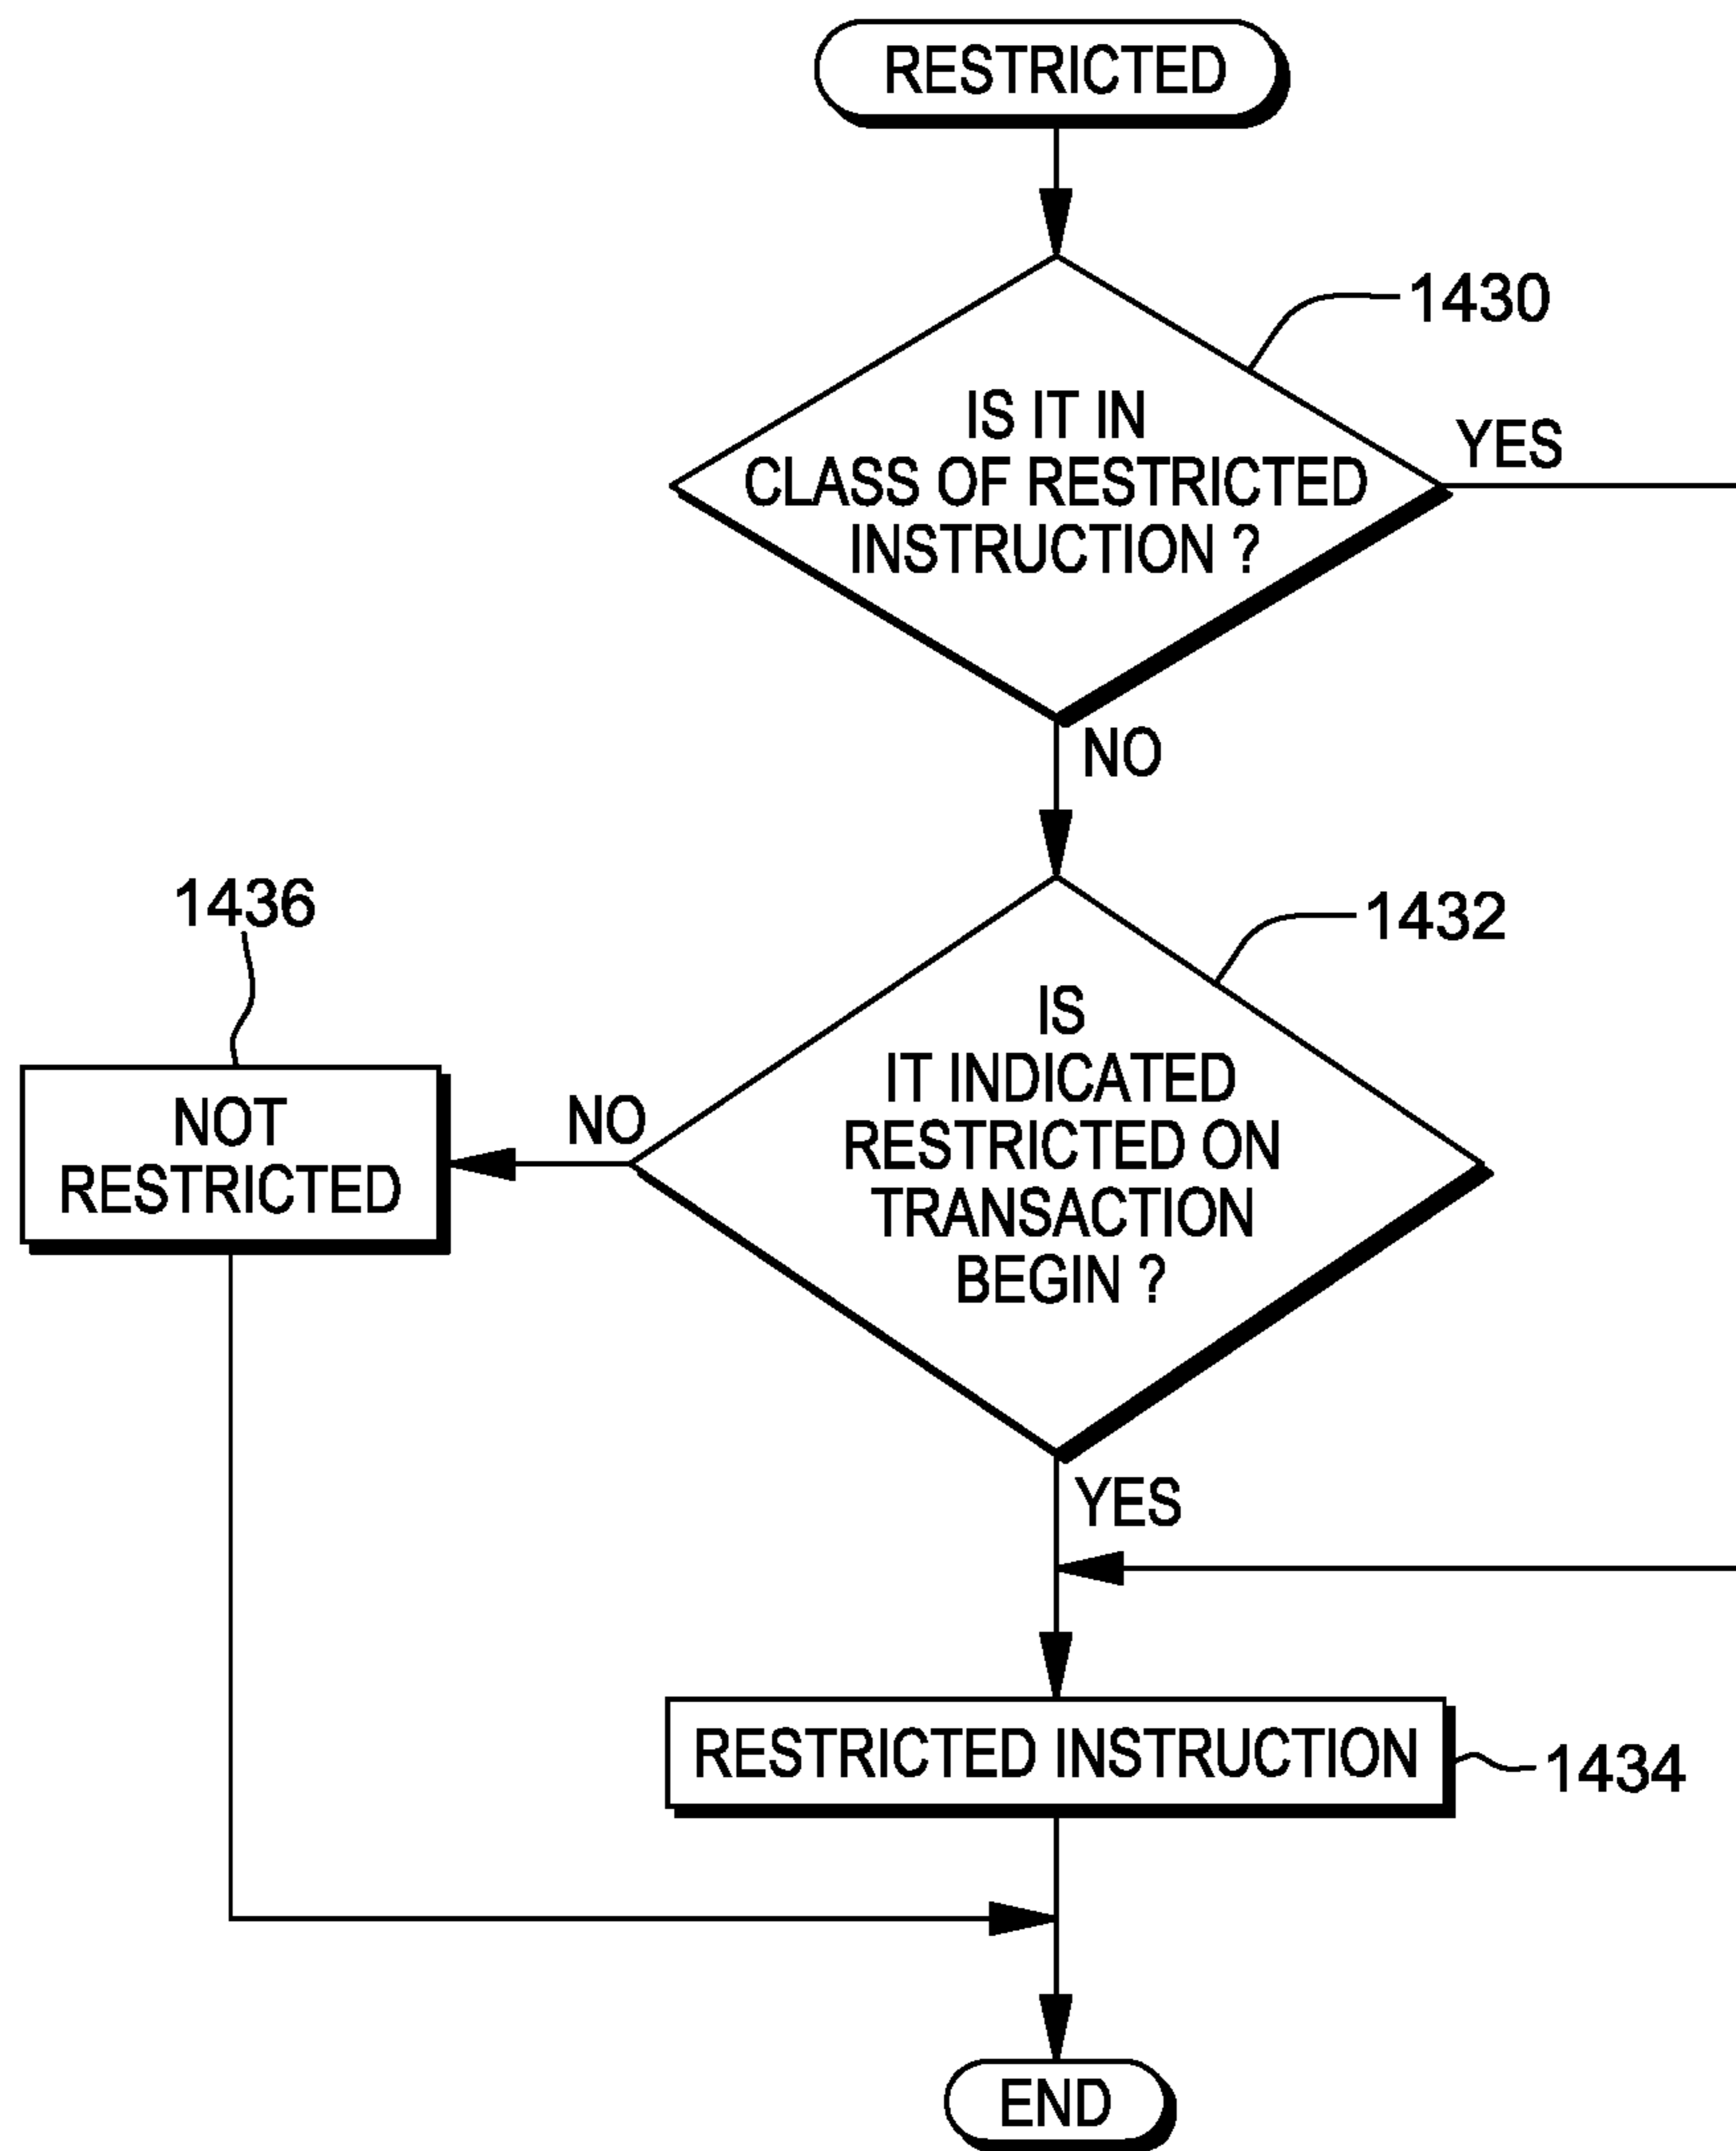 RESTRICTED
1430
IS IT IN
CLASS OF RESTRICTED
INSTRUCTION ?
YES
NO
1436
1432
IS
IT INDICATED
RESTRICTED ON
TRANSACTION
BEGIN ?
NO
NOT
RESTRICTED
YES
RESTRICTED INSTRUCTION
1434
END